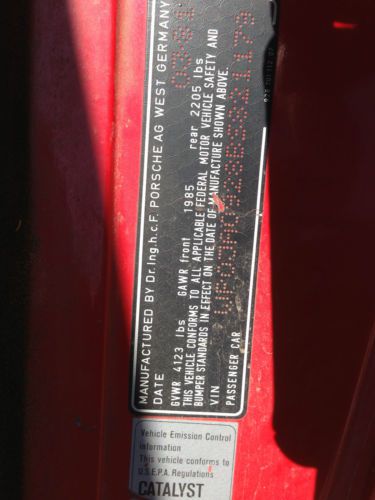 MANUFACTURED BY Dr.Ing.h.c.F. PORSCHE AG WEST GERMANY
DATE
GVWR 4123 lbs GAWR front 1985 rear 2205 lbs
THIS VEHICLE CONFORMS TO ALL APPLICABLE FEDERAL MOTOR VEHICLE SAFETY AND
BUMPER STANDARDS IN EFFECT ON THE DATE OF MANUFACTURE SHOWN ABOVE.
VIN
PASSENGER CAR
Vehicle Emission Control
information
This vehicle conforms to
U.S.E.P.A. Regulations
CATALYST